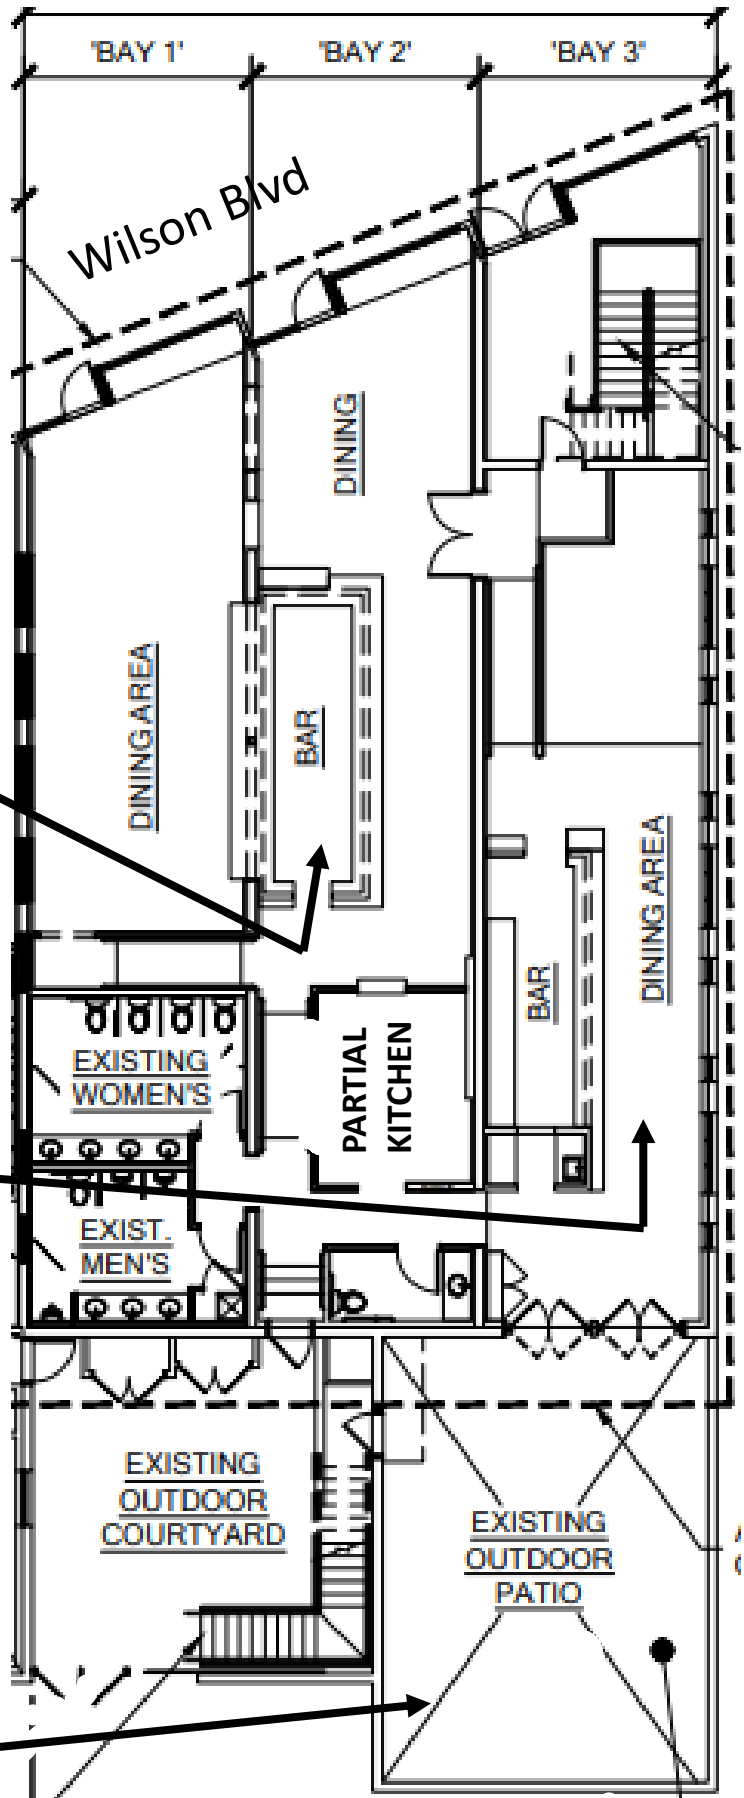 'BAY 1'
'BAY 2'
'BAY 3'
Wilson Blvd
DINING
DINING AREA
BAR
DINING AREA
BAR
PARTIAL
KITCHEN
EXISTING
WOMEN'S
EXIST.
MEN'S
EXISTING
OUTDOOR
COURTYARD
EXISTING
OUTDOOR
PATIO